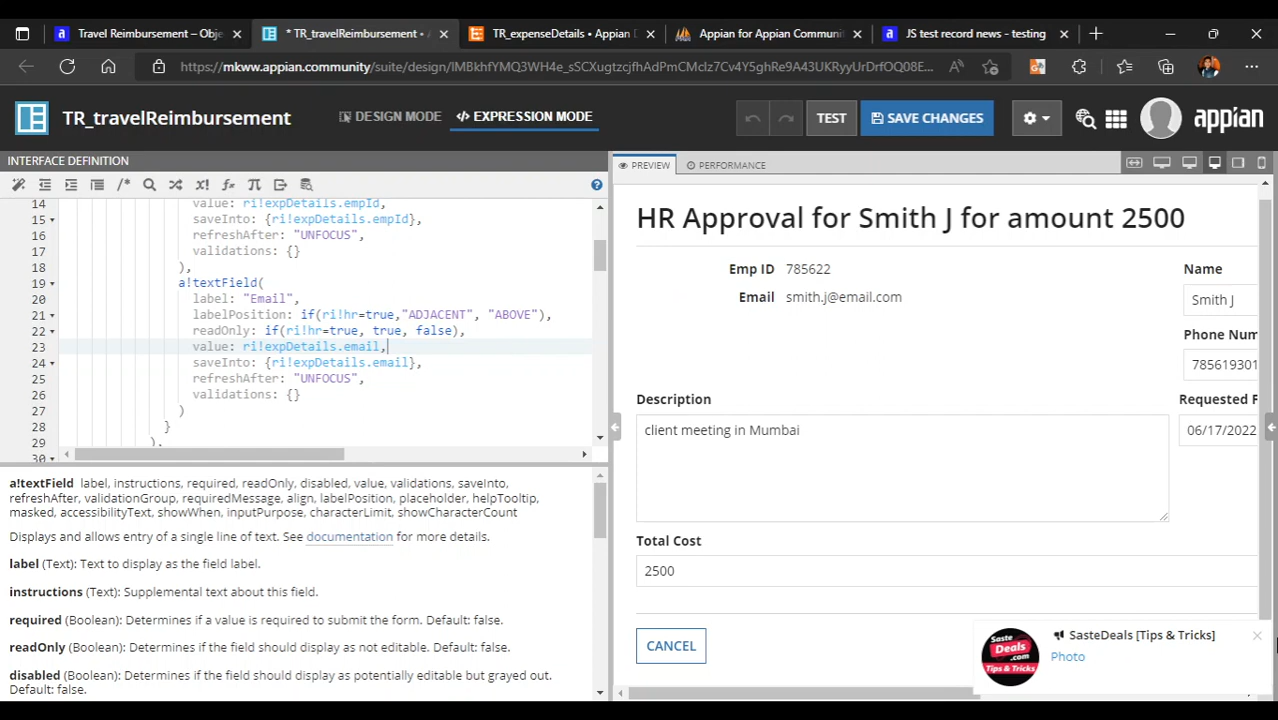 Travel Reimbursement – Obje
* TR_travelReimbursement • A
TR_expenseDetails • Appian D
Appian for Appian Communit
JS test record news - testing
https://mkww.appian.community/suite/design/lMBkhfYMQ3WH4e_sSCXugtzcjfhAdPmCMclz7Cv4Y5ghRe9A43UKRyyUrDrfOQ08E...
TR_travelReimbursement
DESIGN MODE
EXPRESSION MODE
TEST
SAVE CHANGES
appian
INTERFACE DEFINITION
PREVIEW
PERFORMANCE
14 value: ri!expDetails.empId,
15 saveInto: {ri!expDetails.empId},
16 refreshAfter: "UNFOCUS",
17 validations: {}
18 ),
19 a!textField(
20 label: "Email",
21 labelPosition: if(ri!hr=true,"ADJACENT", "ABOVE"),
22 readOnly: if(ri!hr=true, true, false),
23 value: ri!expDetails.email,
24 saveInto: {ri!expDetails.email},
25 refreshAfter: "UNFOCUS",
26 validations: {}
27 )
28 }
29 ),
30
a!textField label, instructions, required, readOnly, disabled, value, validations, saveInto,
refreshAfter, validationGroup, requiredMessage, align, labelPosition, placeholder, helpTooltip,
masked, accessibilityText, showWhen, inputPurpose, characterLimit, showCharacterCount
Displays and allows entry of a single line of text. See documentation for more details.
label (Text): Text to display as the field label.
instructions (Text): Supplemental text about this field.
required (Boolean): Determines if a value is required to submit the form. Default: false.
readOnly (Boolean): Determines if the field should display as not editable. Default: false.
disabled (Boolean): Determines if the field should display as potentially editable but grayed out.
Default: false.
HR Approval for Smith J for amount 2500
Emp ID 785622
Email smith.j@email.com
Name
Smith J
Phone Num
785619301
Description
client meeting in Mumbai
Requested F
06/17/2022
Total Cost
2500
CANCEL
Saste
Deals
.com
Tips & Tricks
SasteDeals [Tips & Tricks]
Photo